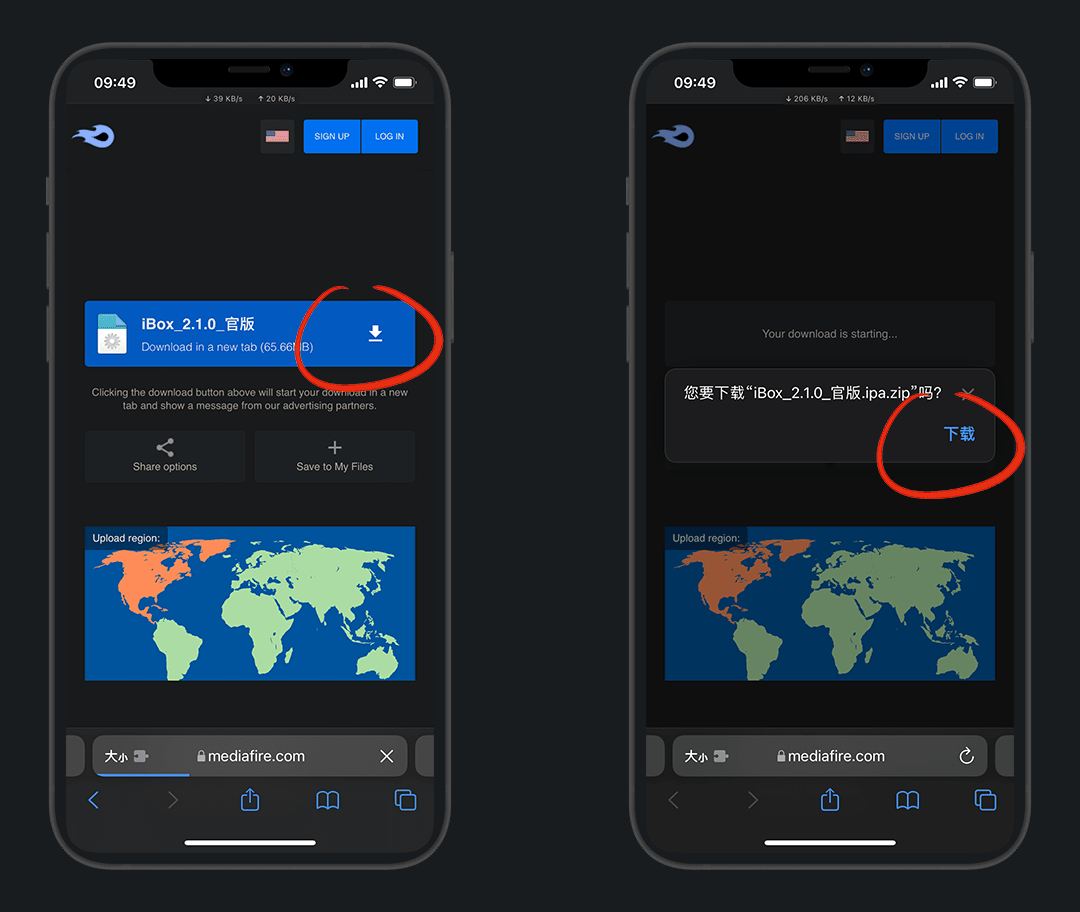 09:49
↓ 39 KB/s ↑ 20 KB/s
SIGN UP LOG IN
iBox_2.1.0_官版
Download in a new tab (65.66MB)
Clicking the download button above will start your download in a new
tab and show a message from our advertising partners.
Share options Save to My Files
Upload region:
大小 mediafire.com
09:49
↓ 206 KB/s ↑ 12 KB/s
SIGN UP LOG IN
Your download is starting...
您要下载“iBox_2.1.0_官版.ipa.zip”吗?
下载
Upload region:
大小 mediafire.com